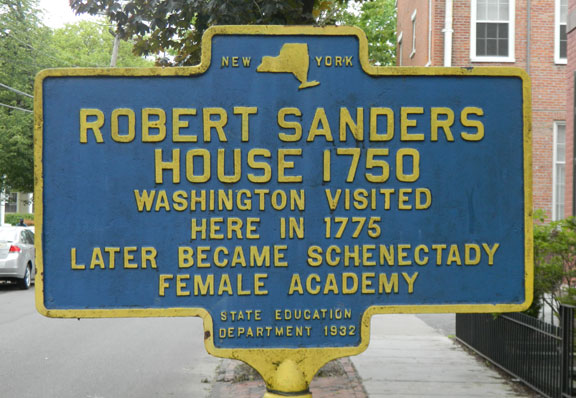 NEW YORK
ROBERT SANDERS
HOUSE 1750
WASHINGTON VISITED
HERE IN 1775
LATER BECAME SCHENECTADY
FEMALE ACADEMY
STATE EDUCATION
DEPARTMENT 1932